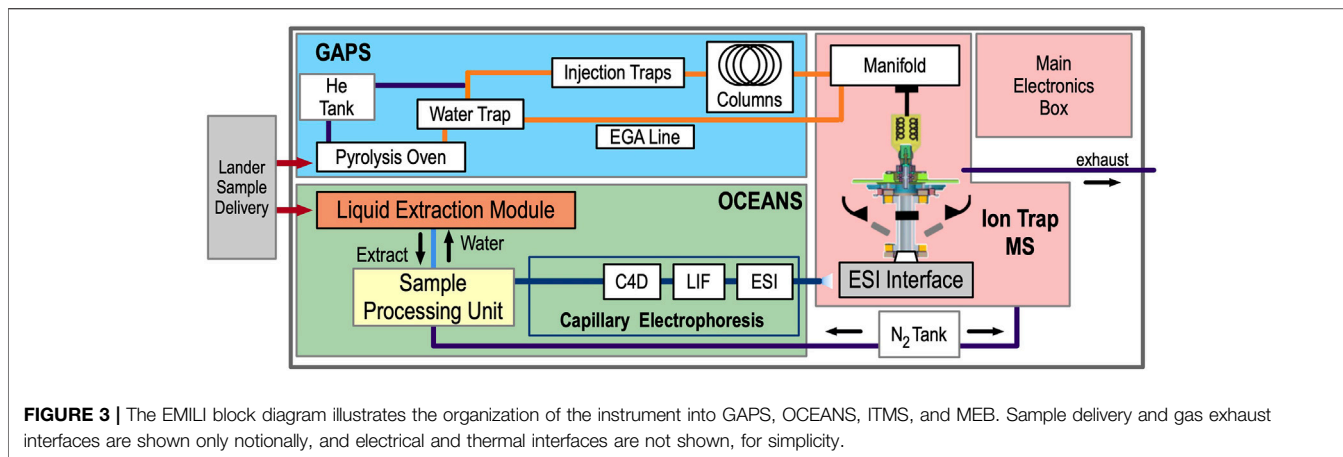 GAPS
He
Tank
Pyrolysis Oven
Water Trap
Injection Traps
Columns
EGA Line
Manifold
Main
Electronics
Box
exhaust
Lander
Sample
Delivery
OCEANS
Liquid Extraction Module
Extract
Water
Sample
Processing Unit
C4D
LIF
ESI
Capillary Electrophoresis
Ion Trap
MS
ESI Interface
N₂ Tank
FIGURE 3 | The EMILI block diagram illustrates the organization of the instrument into GAPS, OCEANS, ITMS, and MEB. Sample delivery and gas exhaust
interfaces are shown only notionally, and electrical and thermal interfaces are not shown, for simplicity.